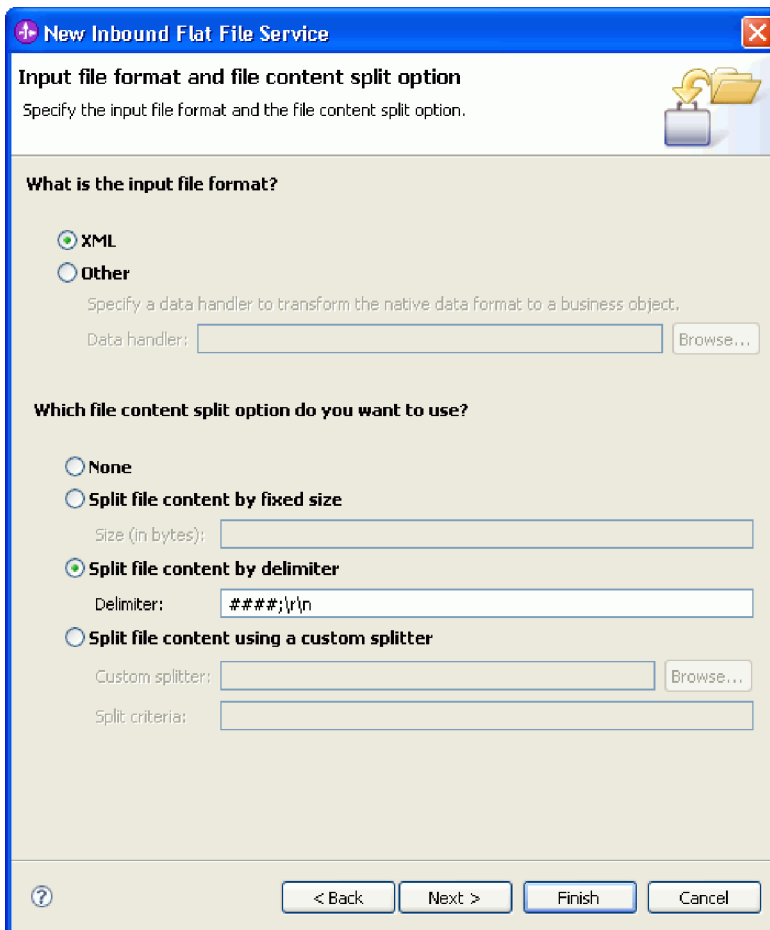 New Inbound Flat File Service
Input file format and file content split option
Specify the input file format and the file content split option.
What is the input file format?
XML
Other
Specify a data handler to transform the native data format to a business object.
Data handler:
Browse...
Which file content split option do you want to use?
None
Split file content by fixed size
Size (in bytes):
Split file content by delimiter
Delimiter: ####;\r\n
Split file content using a custom splitter
Custom splitter:
Browse...
Split criteria:
? < Back Next > Finish Cancel